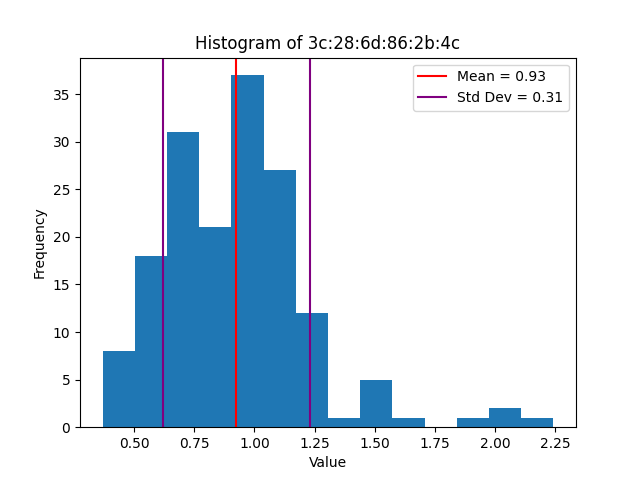 Histogram of 3c:28:6d:86:2b:4c
Mean = 0.93
Std Dev = 0.31
35
30
25
20
15
10
5
0
Frequency
0.50 0.75 1.00 1.25 1.50 1.75 2.00 2.25
Value